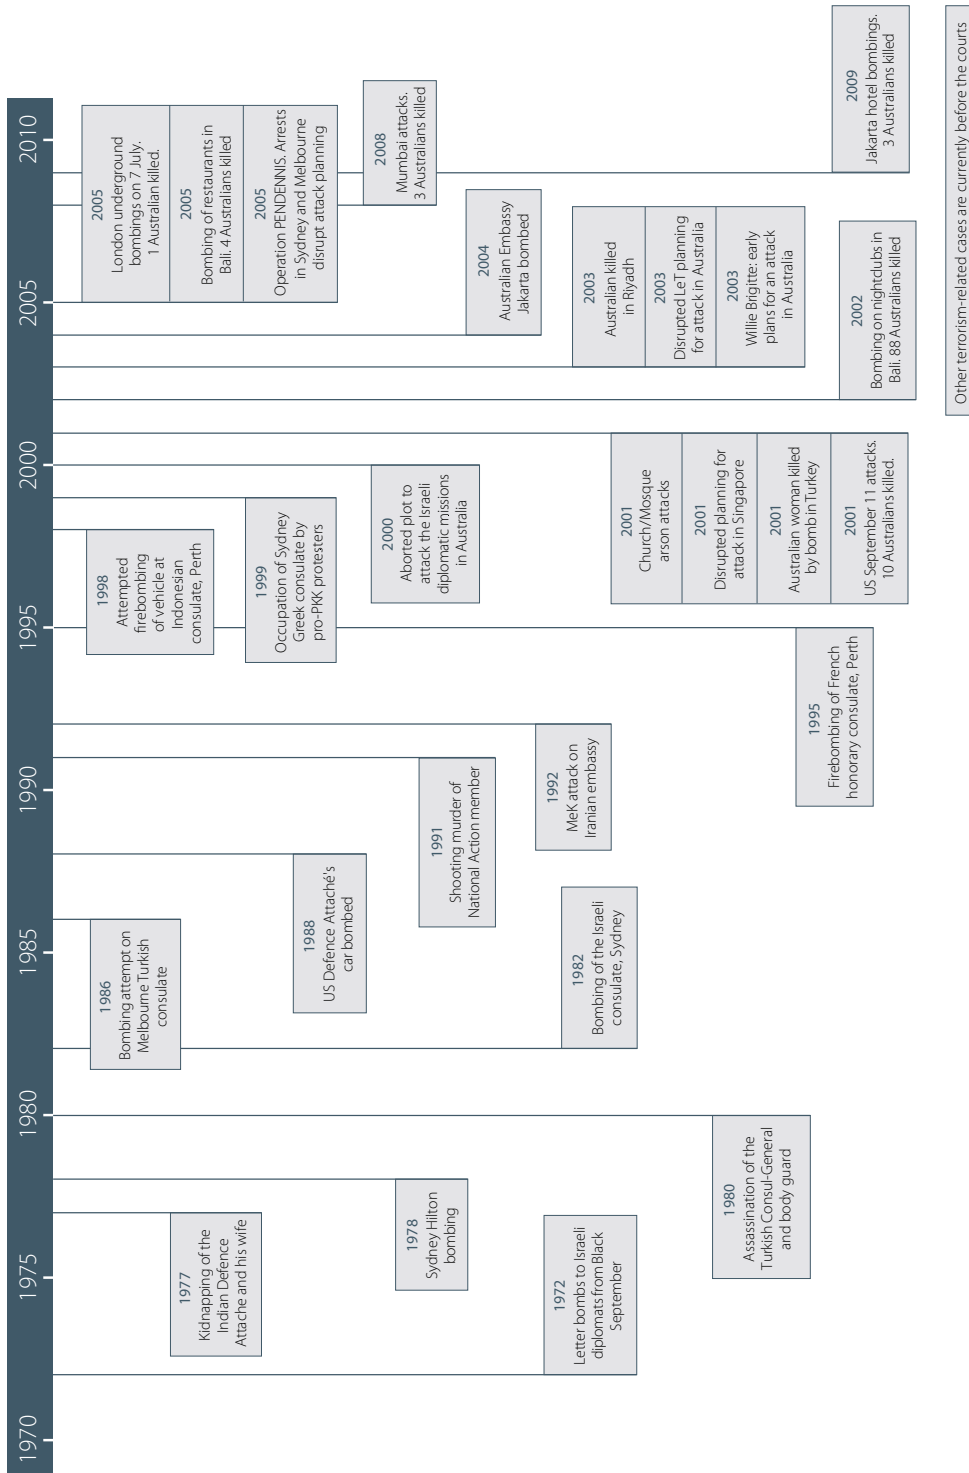 1970
1975
1980
1985
1990
1995
2000
2005
2010
1972
Letter bombs to Israeli
diplomats from Black
September
1977
Kidnapping of the
Indian Defence
Attache and his wife
1978
Sydney Hilton
bombing
1980
Assassination of the
Turkish Consul-General
and body guard
1982
Bombing of the Israeli
consulate, Sydney
1986
Bombing attempt on
Melbourne Turkish
consulate
1988
US Defence Attaché's
car bombed
1991
Shooting murder of
National Action member
1992
MeK attack on
Iranian embassy
1995
Firebombing of French
honorary consulate, Perth
1998
Attempted
firebombing
of vehicle at
Indonesian
consulate, Perth
1999
Occupation of Sydney
Greek consulate by
pro-PKK protesters
2000
Aborted plot to
attack the Israeli
diplomatic missions
in Australia
2001
Church/Mosque
arson attacks
2001
Disrupted planning for
attack in Singapore
2001
Australian woman killed
by bomb in Turkey
2001
US September 11 attacks.
10 Australians killed.
2002
Bombing on nightclubs in
Bali. 88 Australians killed
2003
Australian killed
in Riyadh
2003
Disrupted LeT planning
for attack in Australia
2003
Willie Brigitte: early
plans for an attack
in Australia
2004
Australian Embassy
Jakarta bombed
2005
London underground
bombings on 7 July.
1 Australian killed.
2005
Bombing of restaurants in
Bali. 4 Australians killed
2005
Operation PENDENNIS. Arrests
in Sydney and Melbourne
disrupt attack planning
2008
Mumbai attacks.
3 Australians killed
2009
Jakarta hotel bombings.
3 Australians killed
Other terrorism-related cases are currently before the courts